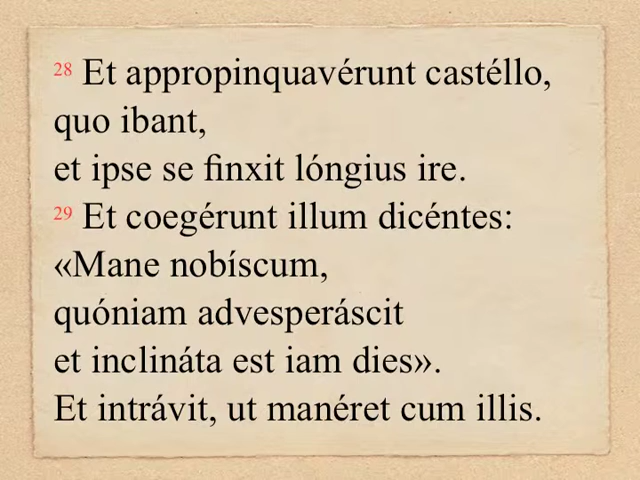 28 Et appropinquavérunt castéllo,
quo ibant,
et ipse se finxit lóngius ire.
29 Et coegérunt illum dicéntes:
«Mane nobíscum,
quóniam advesperáscit
et inclináta est iam dies».
Et intrávit, ut manéret cum illis.